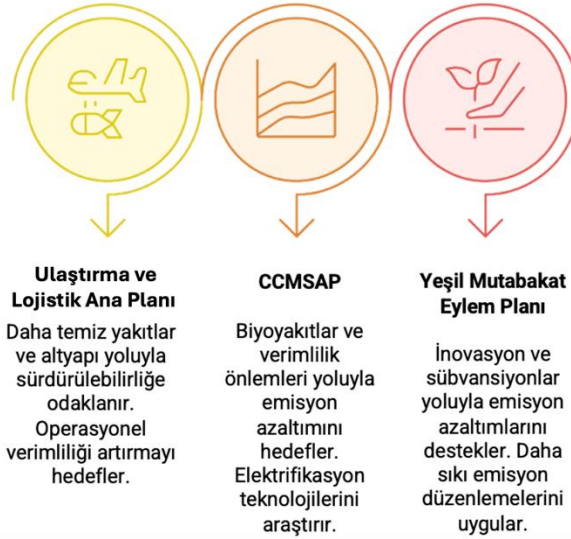 Ulaştırma ve
Lojistik Ana Planı
Daha temiz yakıtlar
ve altyapı yoluyla
sürdürülebilirliğe
odaklanır.
Operasyonel
verimliliği artırmayı
hedefler.
CCMSAP
Biyoyakıtlar ve
verimlilik
önlemleri yoluyla
emisyon
azaltımını
hedefler.
Elektrifikasyon
teknolojilerini
araştırır.
Yeşil Mutabakat
Eylem Planı
İnovasyon ve
sübvansiyonlar
yoluyla emisyon
azaltımlarını
destekler. Daha
sıkı emisyon
düzenlemelerini
uygular.